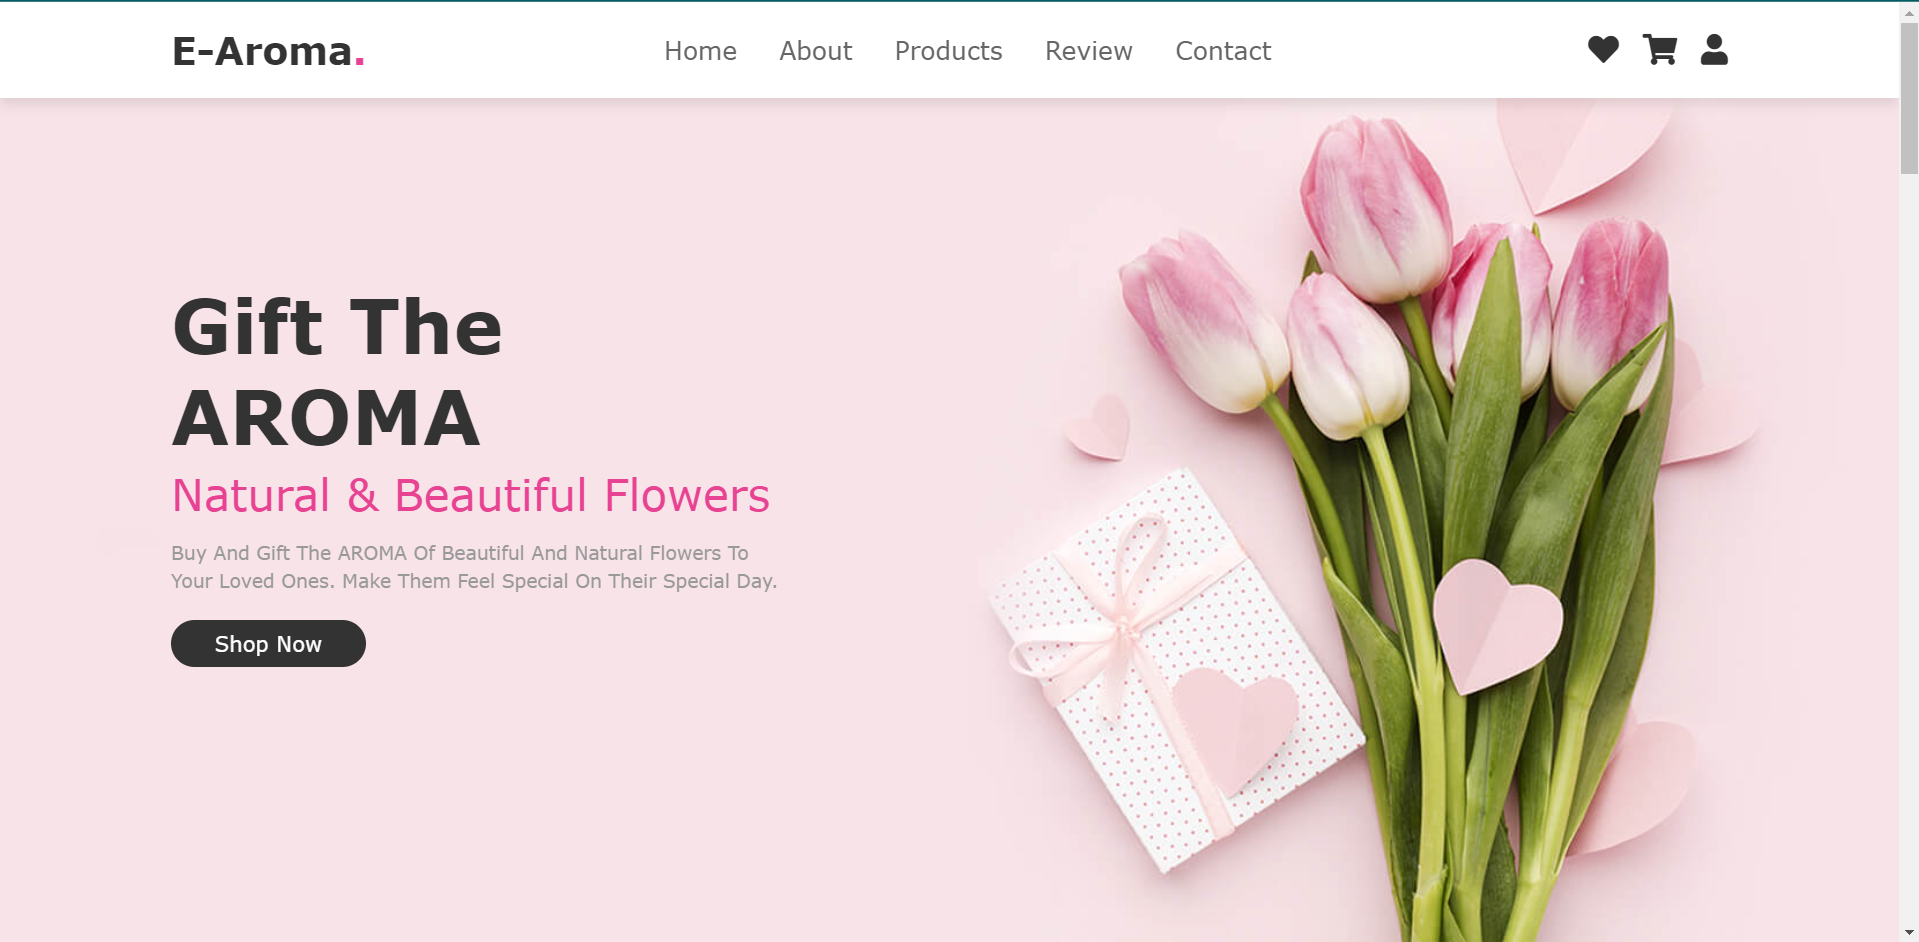 E-Aroma.
Home About Products Review Contact
Gift The
AROMA
Natural & Beautiful Flowers
Buy And Gift The AROMA Of Beautiful And Natural Flowers To
Your Loved Ones. Make Them Feel Special On Their Special Day.
Shop Now